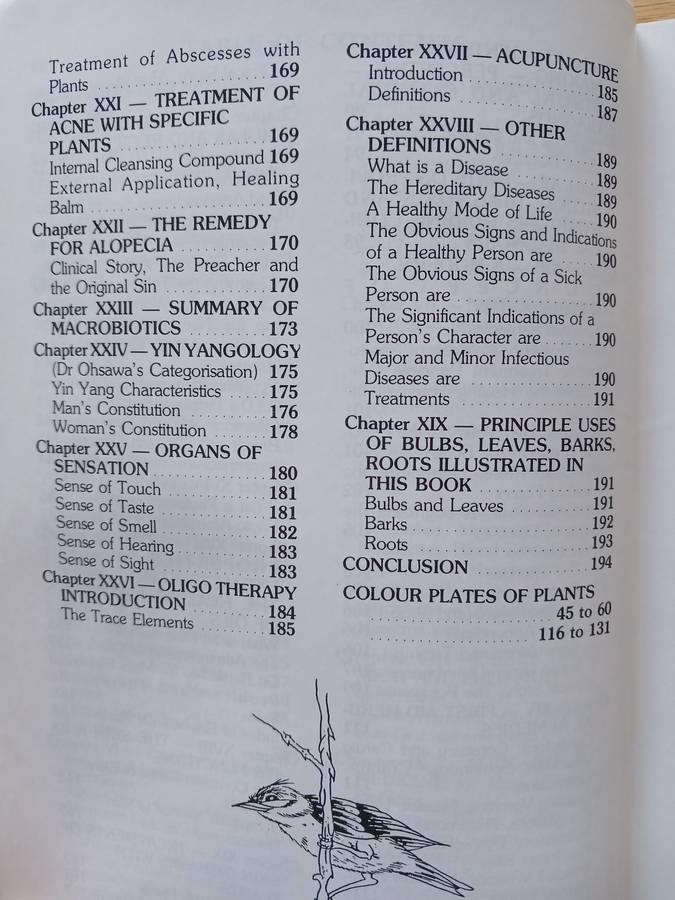 Treatment of Abscesses with
Plants ........................ 169
Chapter XXI — TREATMENT OF
ACNE WITH SPECIFIC
PLANTS ..................... 169
Internal Cleansing Compound 169
External Application, Healing
Balm ........................ 169
Chapter XXII — THE REMEDY
FOR ALOPECIA ............ 170
Clinical Story, The Preacher and
the Original Sin .............. 170
Chapter XXIII — SUMMARY OF
MACROBIOTICS .......... 173
Chapter XXIV — YIN YANGOLOGY
(Dr Ohsawa's Categorisation) 175
Yin Yang Characteristics ..... 175
Man's Constitution .......... 176
Woman's Constitution ........ 178
Chapter XXV — ORGANS OF
SENSATION ................ 180
Sense of Touch .............. 181
Sense of Taste ............... 181
Sense of Smell ............... 182
Sense of Hearing ............. 183
Sense of Sight ............... 183
Chapter XXVI — OLIGO THERAPY
INTRODUCTION .......... 184
The Trace Elements ......... 185
Chapter XXVII — ACUPUNCTURE
Introduction ................. 185
Definitions .................. 187
Chapter XXVIII — OTHER
DEFINITIONS ............. 189
What is a Disease ............ 189
The Hereditary Diseases ..... 189
A Healthy Mode of Life ...... 190
The Obvious Signs and Indications
of a Healthy Person are ...... 190
The Obvious Signs of a Sick
Person are ................... 190
The Significant Indications of a
Person's Character are ....... 190
Major and Minor Infectious
Diseases are ................. 190
Treatments .................. 191
Chapter XIX — PRINCIPLE USES
OF BULBS, LEAVES, BARKS,
ROOTS ILLUSTRATED IN
THIS BOOK ................ 191
Bulbs and Leaves ........... 191
Barks ........................ 192
Roots ....................... 193
CONCLUSION ............... 194
COLOUR PLATES OF PLANTS
......................... 45 to 60
....................... 116 to 131